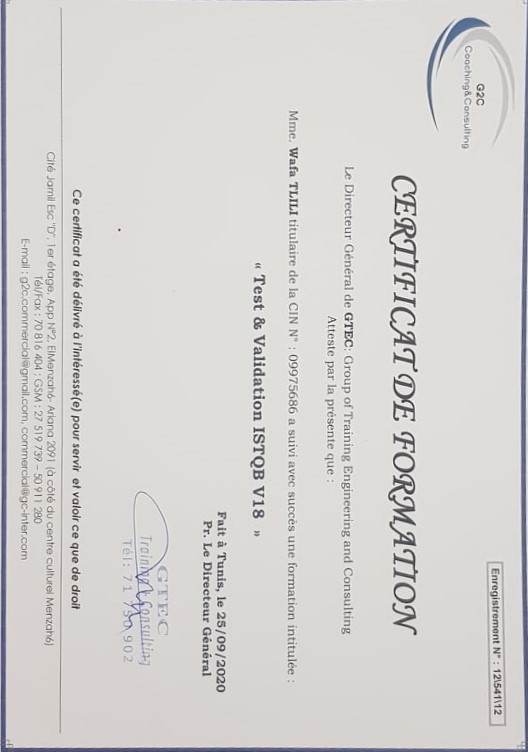 G2C
Coaching&Consulting
Enregistrement N° : 12\541\12
CERTIFICAT DE FORMATION
Le Directeur Général de GTEC: Group of Training Engineering and Consulting
Atteste par la présente que :
Mme. Wafa TLILI titulaire de la CIN N° : 09975686 a suivi avec succès une formation intitulée :
« Test & Validation ISTQB V18 »
Fait à Tunis, le 25/09/2020
Pr. Le Directeur Général
GTEC
Training Consulting
Tél: 71 750 902
Ce certificat a été délivré à l'intéressé(e) pour servir et valoir ce que de droit
Cité Jamil Esc "D", 1er étage, App N°2, ElMenzah6- Ariana 2091 (à côté du centre culturel Menzah6)
Tél/Fax : 70 816 404 ; GSM : 27 519 739 – 50 911 280
E-mail : g2c.commercial@gmail.com, commercial@gc-inter.com